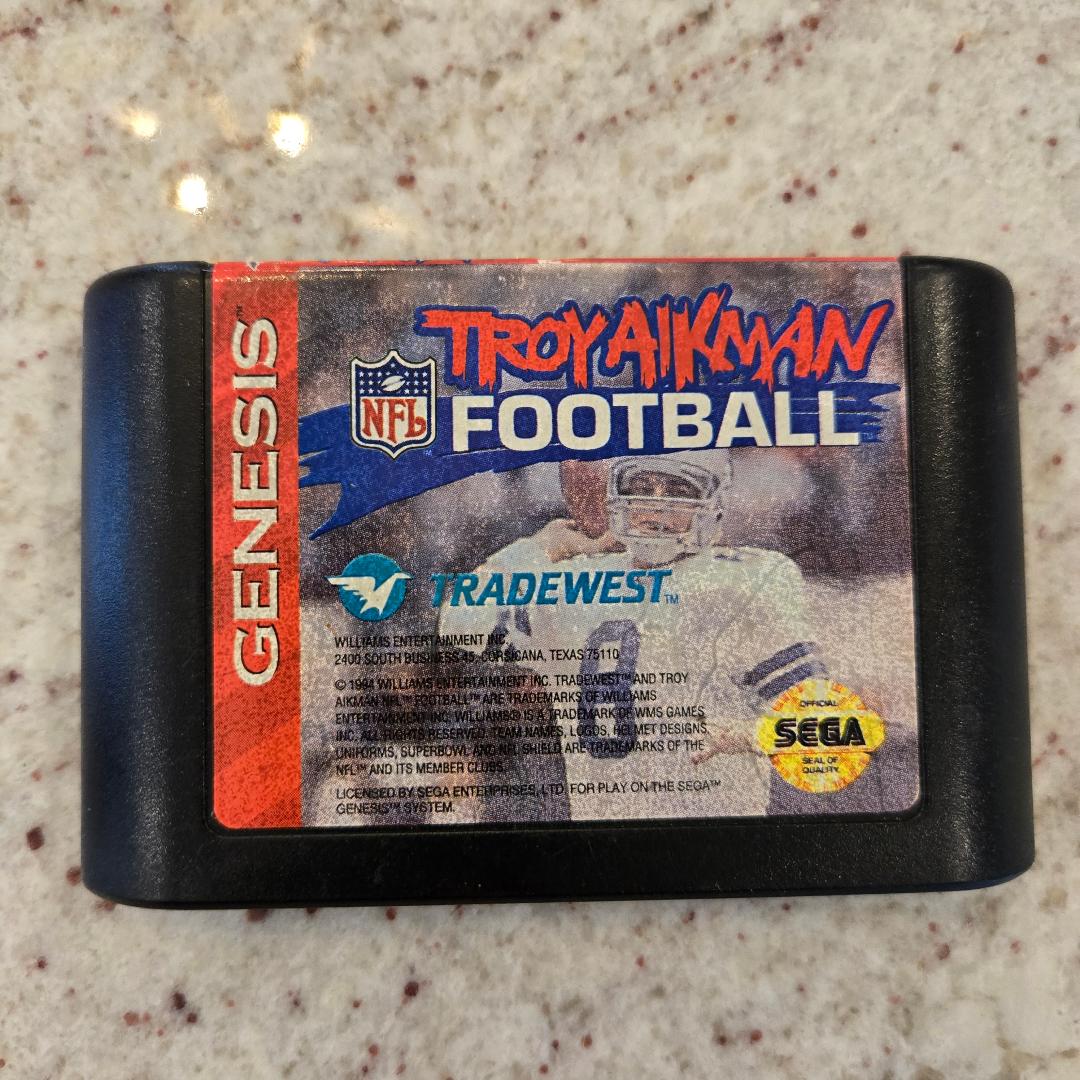 GENESIS™
TROY AIKMAN
NFL
FOOTBALL
TRADEWEST™
WILLIAMS ENTERTAINMENT INC.
2400 SOUTH BUSINESS 45, CORSICANA, TEXAS 75110
© 1994 WILLIAMS ENTERTAINMENT INC. TRADEWEST™ AND TROY
AIKMAN NFL™ FOOTBALL™ ARE TRADEMARKS OF WILLIAMS
ENTERTAINMENT INC. WILLIAMS® IS A TRADEMARK OF WMS GAMES
INC. ALL RIGHTS RESERVED. TEAM NAMES, LOGOS, HELMET DESIGNS,
UNIFORMS, SUPERBOWL AND NFL SHIELD ARE TRADEMARKS OF THE
NFL™ AND ITS MEMBER CLUBS.
LICENSED BY SEGA ENTERPRISES, LTD. FOR PLAY ON THE SEGA™
GENESIS™ SYSTEM.
OFFICIAL
SEGA
SEAL OF
QUALITY